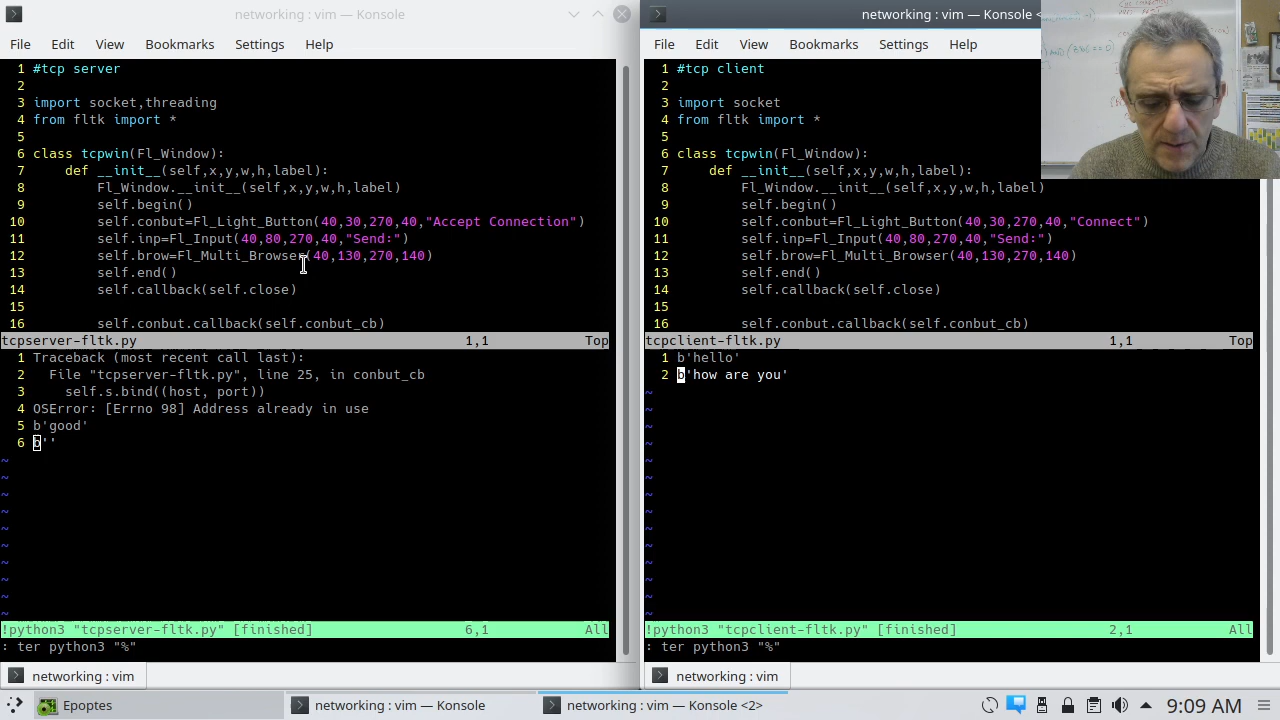 networking : vim — Konsole
File Edit View Bookmarks Settings Help
1 #tcp server
2
3 import socket,threading
4 from fltk import *
5
6 class tcpwin(Fl_Window):
7     def __init__(self,x,y,w,h,label):
8         Fl_Window.__init__(self,x,y,w,h,label)
9         self.begin()
10         self.conbut=Fl_Light_Button(40,30,270,40,"Accept Connection")
11         self.inp=Fl_Input(40,80,270,40,"Send:")
12         self.brow=Fl_Multi_Browser(40,130,270,140)
13         self.end()
14         self.callback(self.close)
15
16         self.conbut.callback(self.conbut_cb)
tcpserver-fltk.py 1,1 Top
1 Traceback (most recent call last):
2   File "tcpserver-fltk.py", line 25, in conbut_cb
3     self.s.bind((host, port))
4 OSError: [Errno 98] Address already in use
5 b'good'
6 b''
~
~
~
~
~
~
~
~
~
~
!python3 "tcpserver-fltk.py" [finished] 6,1 All
: ter python3 "%"
networking : vim
networking : vim — Konsole <
File Edit View Bookmarks Settings Help
1 #tcp client
2
3 import socket
4 from fltk import *
5
6 class tcpwin(Fl_Window):
7     def __init__(self,x,y,w,h,label):
8         Fl_Window.__init__(self,x,y,w,h,label)
9         self.begin()
10         self.conbut=Fl_Light_Button(40,30,270,40,"Connect")
11         self.inp=Fl_Input(40,80,270,40,"Send:")
12         self.brow=Fl_Multi_Browser(40,130,270,140)
13         self.end()
14         self.callback(self.close)
15
16         self.conbut.callback(self.conbut_cb)
tcpclient-fltk.py 1,1 Top
1 b'hello'
2 b'how are you'
~
~
~
~
~
~
~
~
~
~
~
~
~
~
!python3 "tcpclient-fltk.py" [finished] 2,1 All
: ter python3 "%"
networking : vim
Epoptes networking : vim — Konsole networking : vim — Konsole <2> 9:09 AM